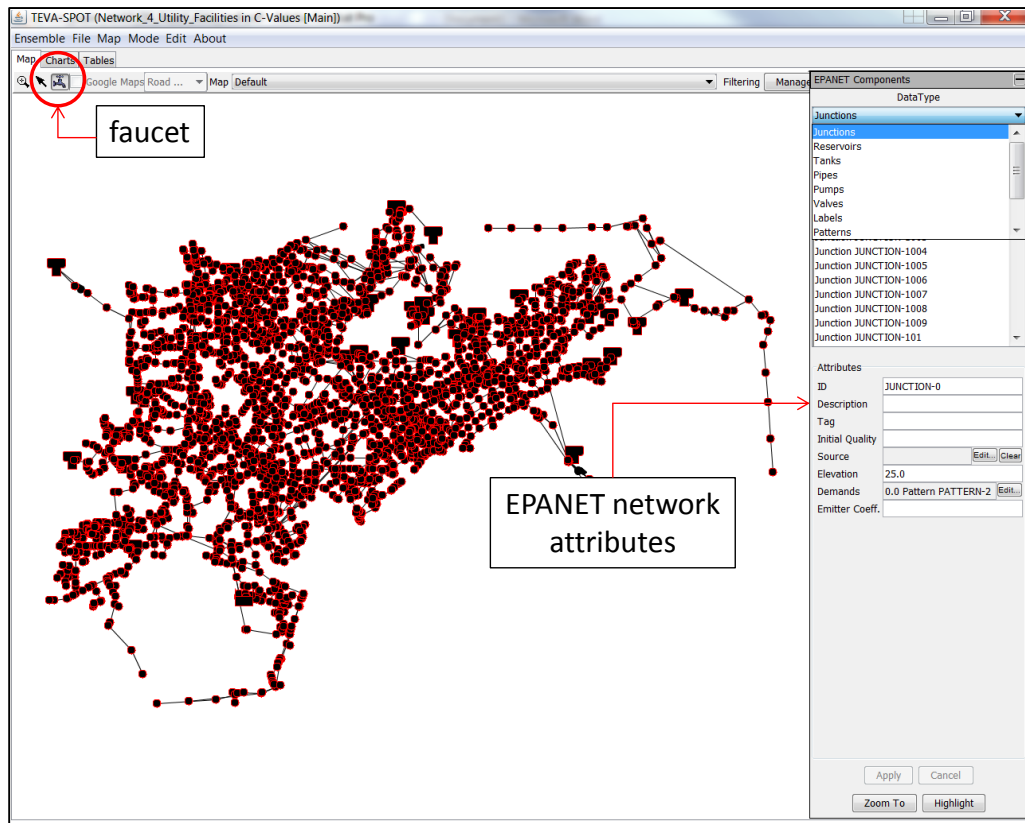 TEVA-SPOT (Network_4_Utility_Facilities in C-Values [Main])
Ensemble File Map Mode Edit About
Map Charts Tables
Google Maps Road ... Map Default Filtering Manage
faucet
EPANET Components
DataType
Junctions
Junctions
Reservoirs
Tanks
Pipes
Pumps
Valves
Labels
Patterns
Junction JUNCTION-1004
Junction JUNCTION-1005
Junction JUNCTION-1006
Junction JUNCTION-1007
Junction JUNCTION-1008
Junction JUNCTION-1009
Junction JUNCTION-101
Attributes
ID JUNCTION-0
Description
Tag
Initial Quality
Source Edit... Clear
Elevation 25.0
Demands 0.0 Pattern PATTERN-2 Edit...
Emitter Coeff.
EPANET network
attributes
Apply Cancel
Zoom To Highlight